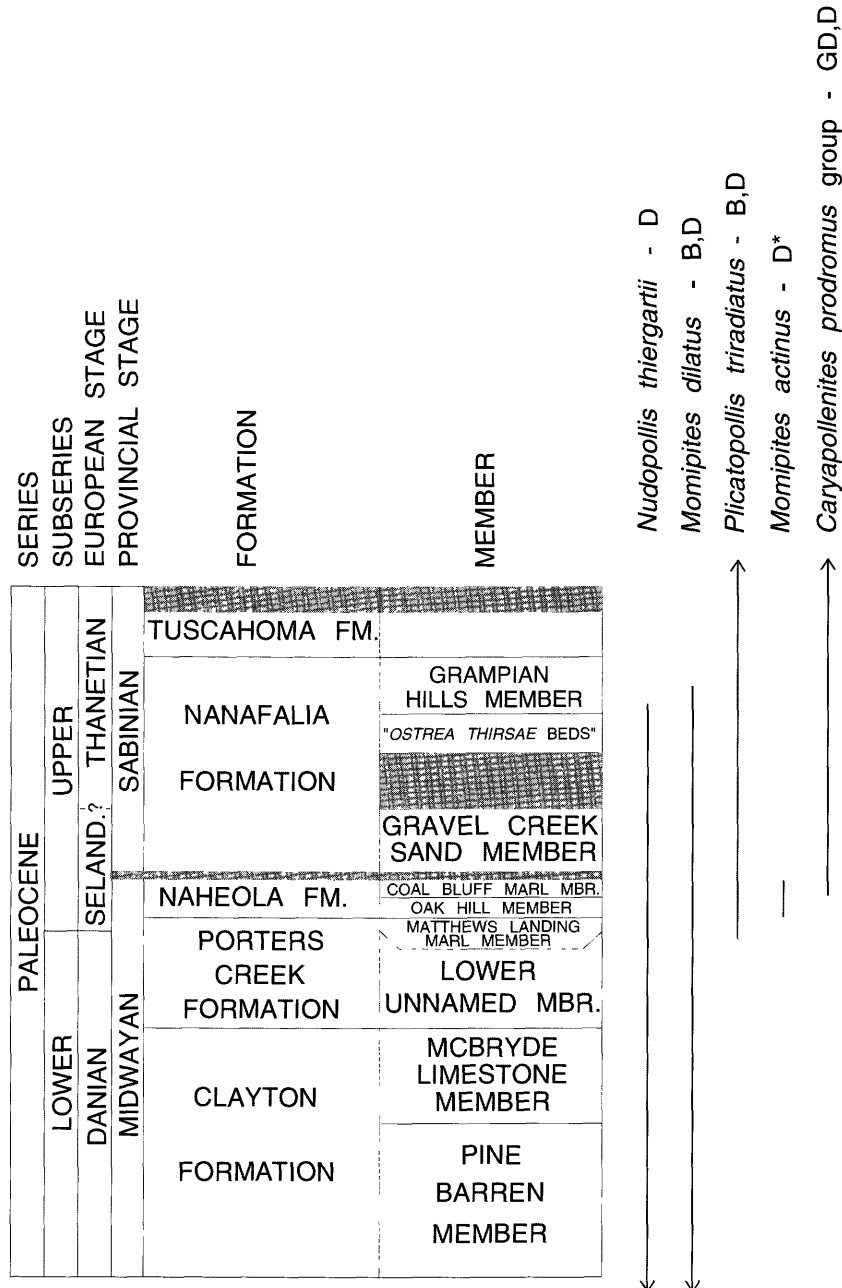 SERIES
SUBSERIES
EUROPEAN STAGE
PROVINCIAL STAGE
FORMATION
MEMBER
PALEOCENE
UPPER
LOWER
THANETIAN
SELAND.?
DANIAN
SABINIAN
MIDWAYAN
TUSCAHOMA FM.
NANAFALIA
FORMATION
NAHEOLA FM.
PORTERS
CREEK
FORMATION
CLAYTON
FORMATION
GRAMPIAN
HILLS MEMBER
"OSTREA THIRSAE BEDS"
GRAVEL CREEK
SAND MEMBER
COAL BLUFF MARL MBR.
OAK HILL MEMBER
MATTHEWS LANDING
MARL MEMBER
LOWER
UNNAMED MBR.
MCBRYDE
LIMESTONE
MEMBER
PINE
BARREN
MEMBER
Nudopollis thiergartii - D
Momipites dilatus - B,D
Plicatopollis triradiatus - B,D
Momipites actinus - D*
Caryapollenites prodromus group - GD,D